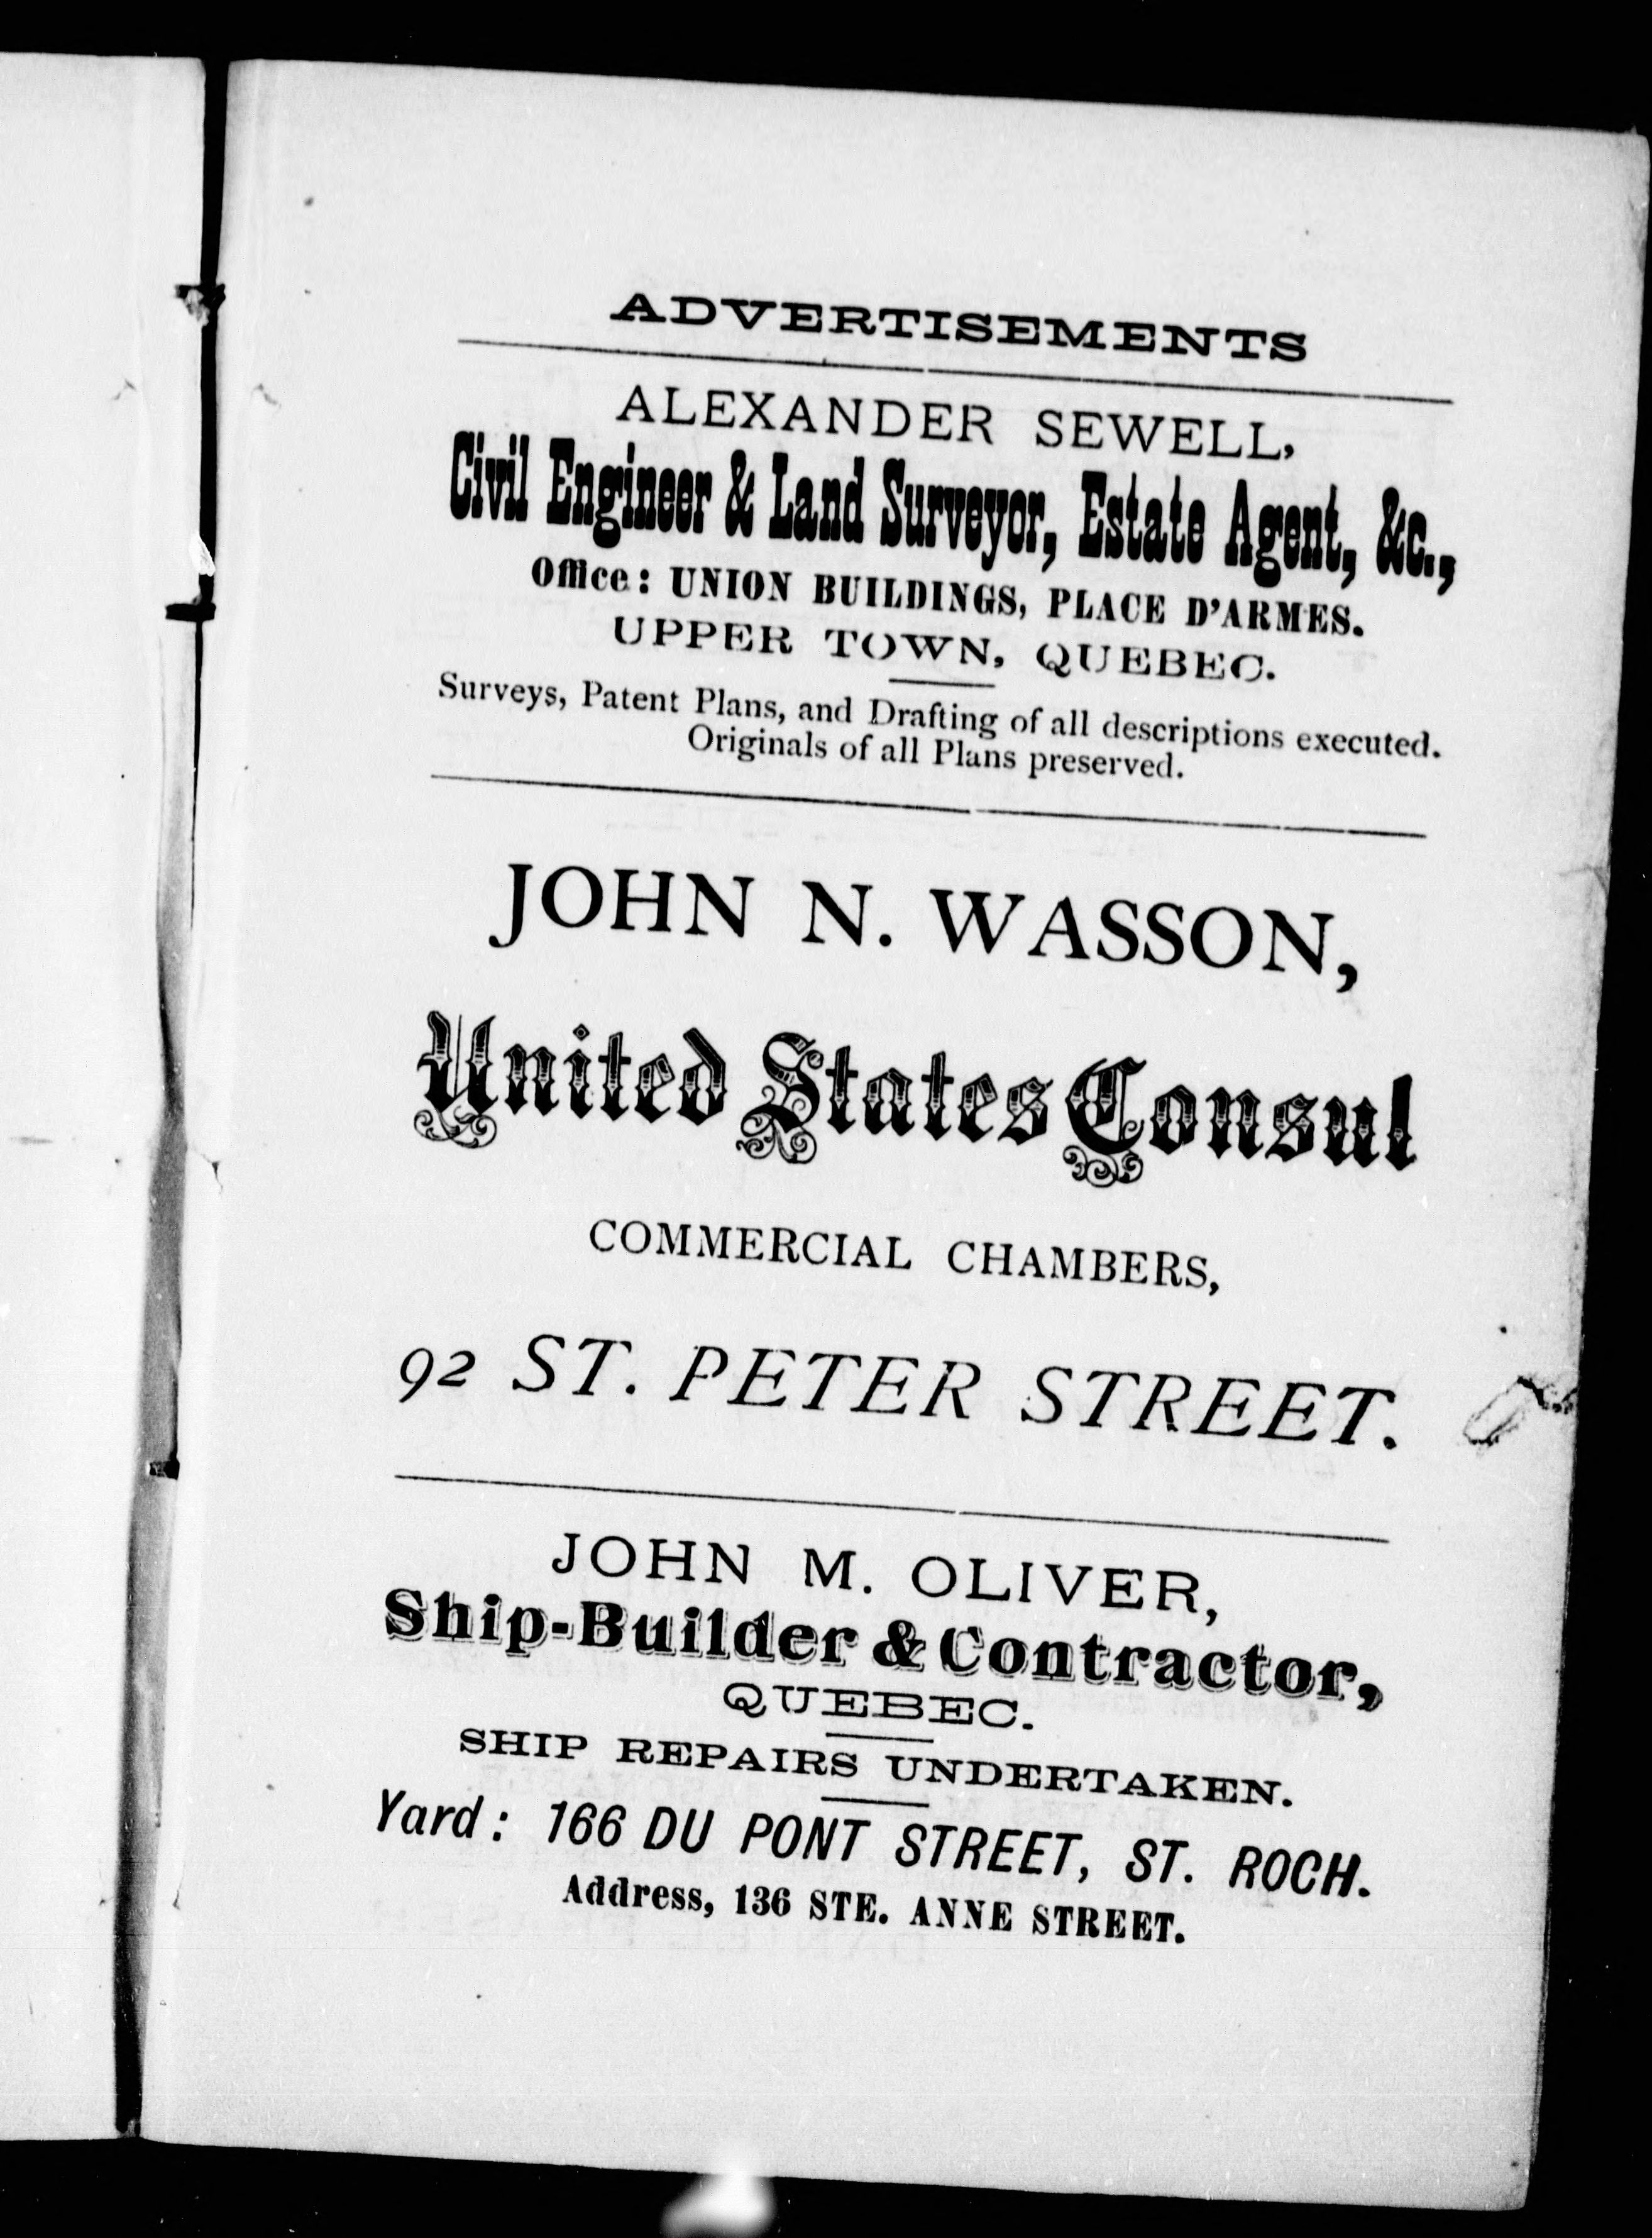 ADVERTISEMENTS
ALEXANDER SEWELL,
Civil Engineer & Land Surveyor, Estate Agent, &c.,
Office: UNION BUILDINGS, PLACE D'ARMES.
UPPER TOWN, QUEBEC.
Surveys, Patent Plans, and Drafting of all descriptions executed.
Originals of all Plans preserved.
JOHN N. WASSON,
United States Consul
COMMERCIAL CHAMBERS,
92 ST. PETER STREET.
JOHN M. OLIVER,
Ship-Builder & Contractor,
QUEBEC.
SHIP REPAIRS UNDERTAKEN.
Yard: 166 DU PONT STREET, ST. ROCH.
Address, 136 STE. ANNE STREET.